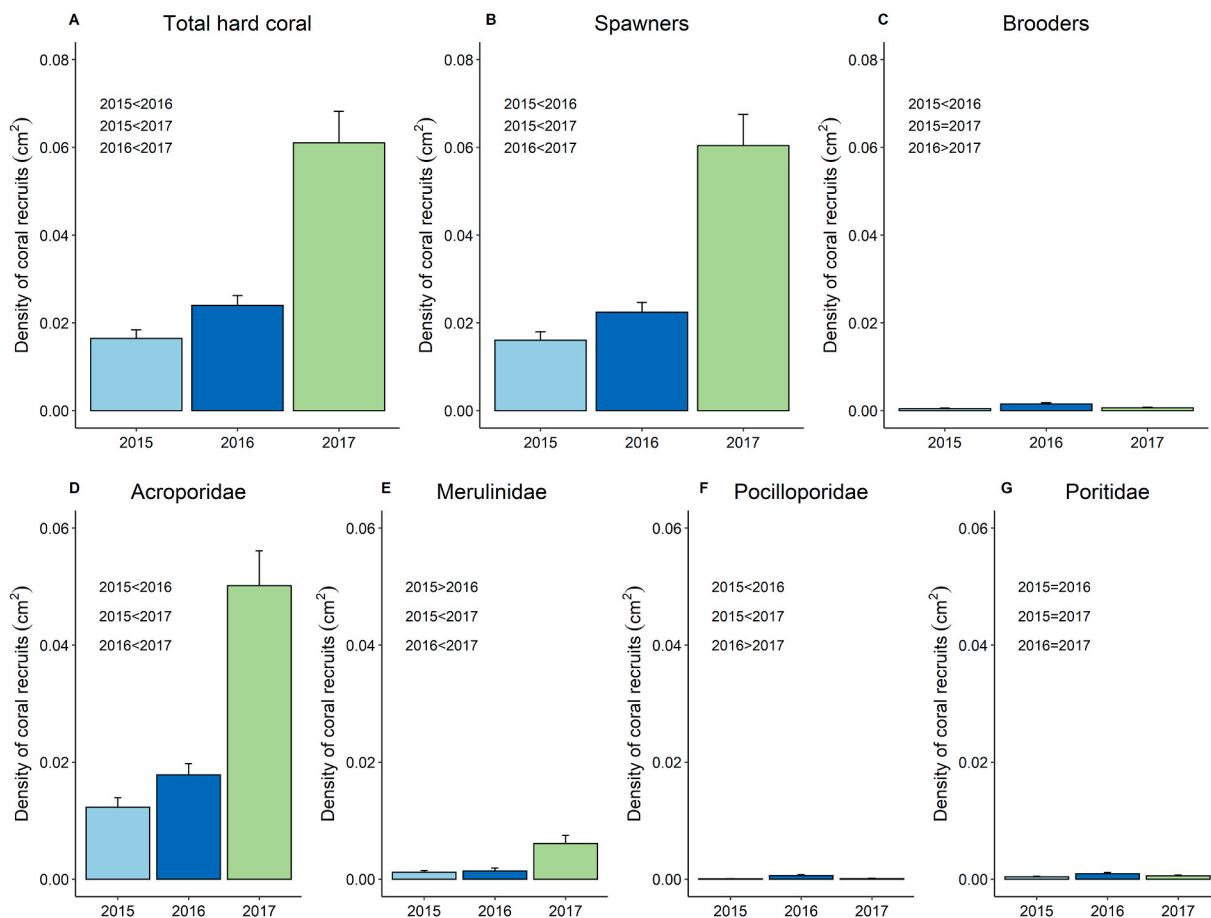 A Total hard coral
Density of coral recruits (cm²)
0.08
0.06
0.04
0.02
0.00
2015<2016
2015<2017
2016<2017
2015 2016 2017
B Spawners
Density of coral recruits (cm²)
0.08
0.06
0.04
0.02
0.00
2015<2016
2015<2017
2016<2017
2015 2016 2017
C Brooders
Density of coral recruits (cm²)
0.08
0.06
0.04
0.02
0.00
2015<2016
2015=2017
2016>2017
2015 2016 2017
D Acroporidae
Density of coral recruits (cm²)
0.06
0.04
0.02
0.00
2015<2016
2015<2017
2016<2017
2015 2016 2017
E Merulinidae
Density of coral recruits (cm²)
0.06
0.04
0.02
0.00
2015>2016
2015<2017
2016<2017
2015 2016 2017
F Pocilloporidae
Density of coral recruits (cm²)
0.06
0.04
0.02
0.00
2015<2016
2015<2017
2016>2017
2015 2016 2017
G Poritidae
Density of coral recruits (cm²)
0.06
0.04
0.02
0.00
2015=2016
2015=2017
2016=2017
2015 2016 2017